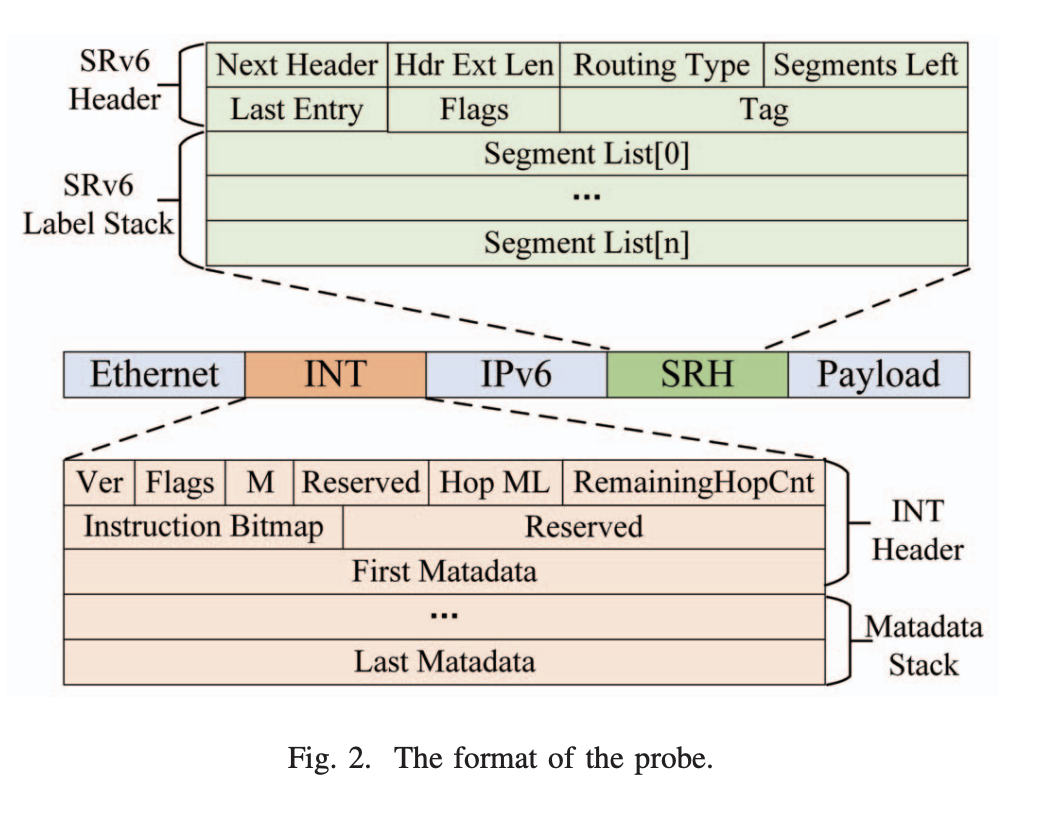 SRv6
Header
Next Header Hdr Ext Len Routing Type Segments Left
Last Entry Flags Tag
SRv6
Label Stack
Segment List[0]
...
Segment List[n]
Ethernet INT IPv6 SRH Payload
Ver Flags M Reserved Hop ML RemainingHopCnt
Instruction Bitmap Reserved
First Matadata
INT
Header
...
Last Matadata
Matadata
Stack
Fig. 2. The format of the probe.